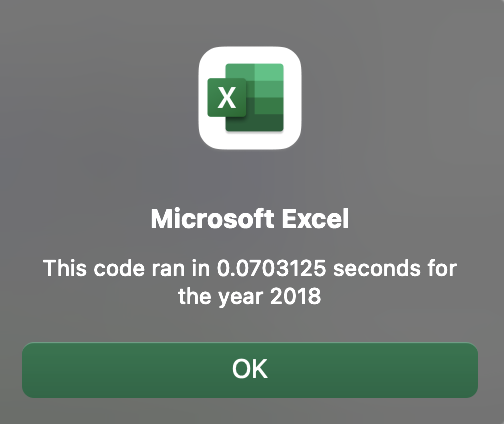 X
Microsoft Excel
This code ran in 0.0703125 seconds for
the year 2018
OK